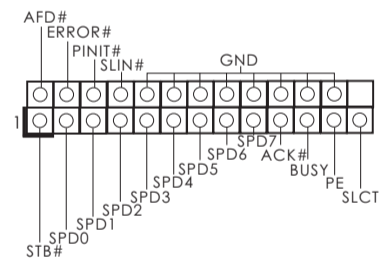 AFD#
ERROR#
PINIT#
SLIN#
GND
1
STB#
SPD0
SPD1
SPD2
SPD3
SPD4
SPD5
SPD6
SPD7
ACK#
BUSY
PE
SLCT